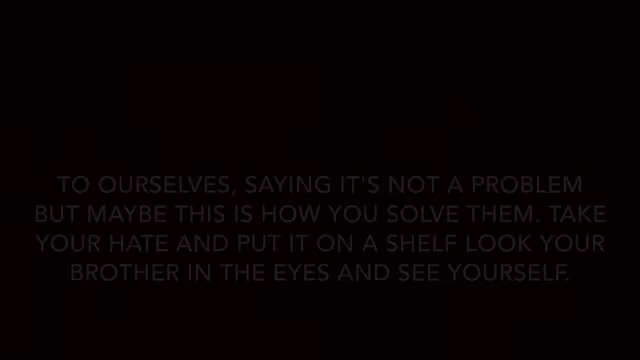 TO OURSELVES, SAYING IT'S NOT A PROBLEM
BUT MAYBE THIS IS HOW YOU SOLVE THEM. TAKE
YOUR HATE AND PUT IT ON A SHELF LOOK YOUR
BROTHER IN THE EYES AND SEE YOURSELF.